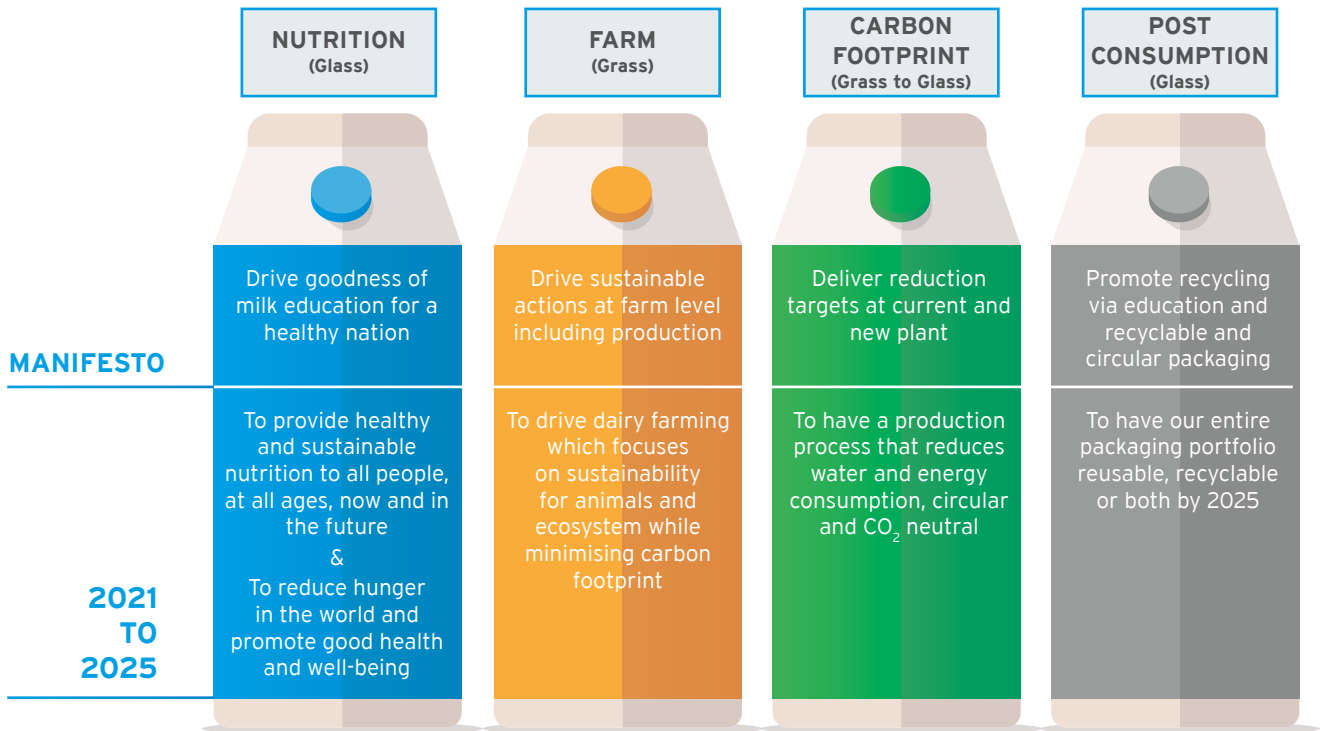 NUTRITION
(Glass)
FARM
(Grass)
CARBON
FOOTPRINT
(Grass to Glass)
POST
CONSUMPTION
(Glass)
MANIFESTO
Drive goodness of
milk education for a
healthy nation
Drive sustainable
actions at farm level
including production
Deliver reduction
targets at current and
new plant
Promote recycling
via education and
recyclable and
circular packaging
2021
TO
2025
To provide healthy
and sustainable
nutrition to all people,
at all ages, now and in
the future
&
To reduce hunger
in the world and
promote good health
and well-being
To drive dairy farming
which focuses
on sustainability
for animals and
ecosystem while
minimising carbon
footprint
To have a production
process that reduces
water and energy
consumption, circular
and CO₂ neutral
To have our entire
packaging portfolio
reusable, recyclable
or both by 2025